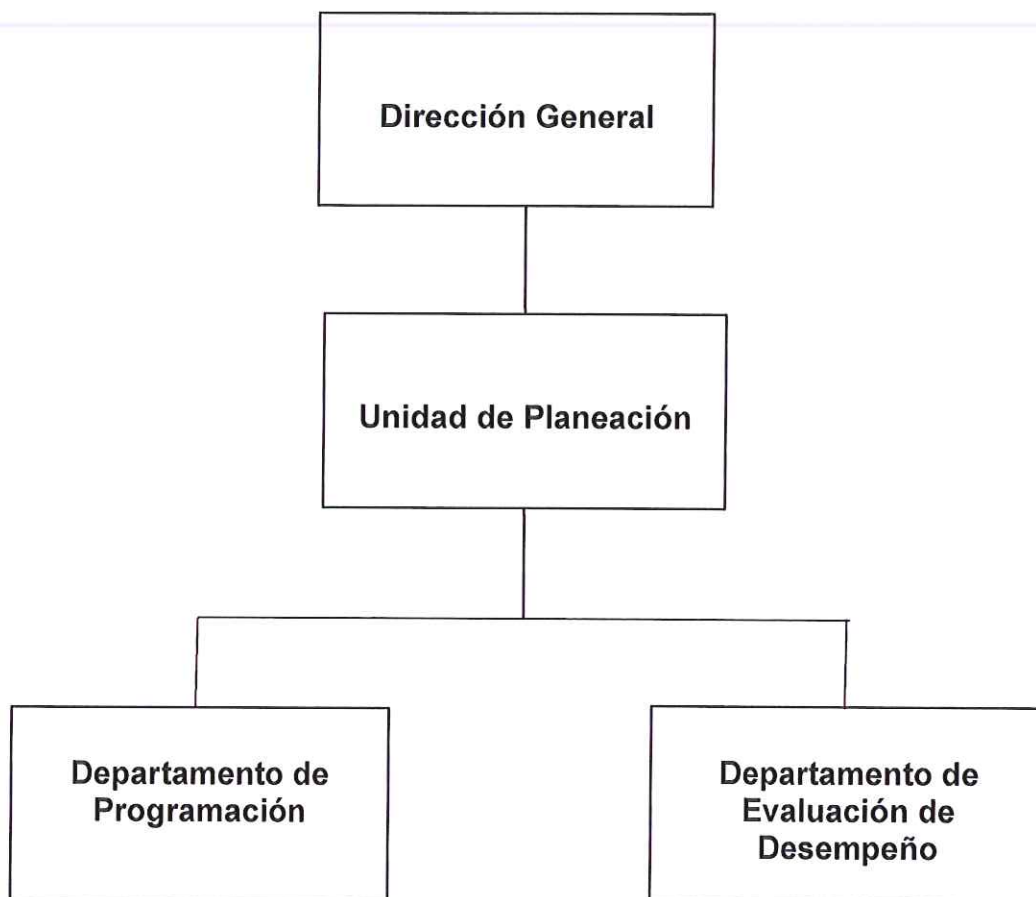 Dirección General
Unidad de Planeación
Departamento de
Programación
Departamento de
Evaluación de
Desempeño